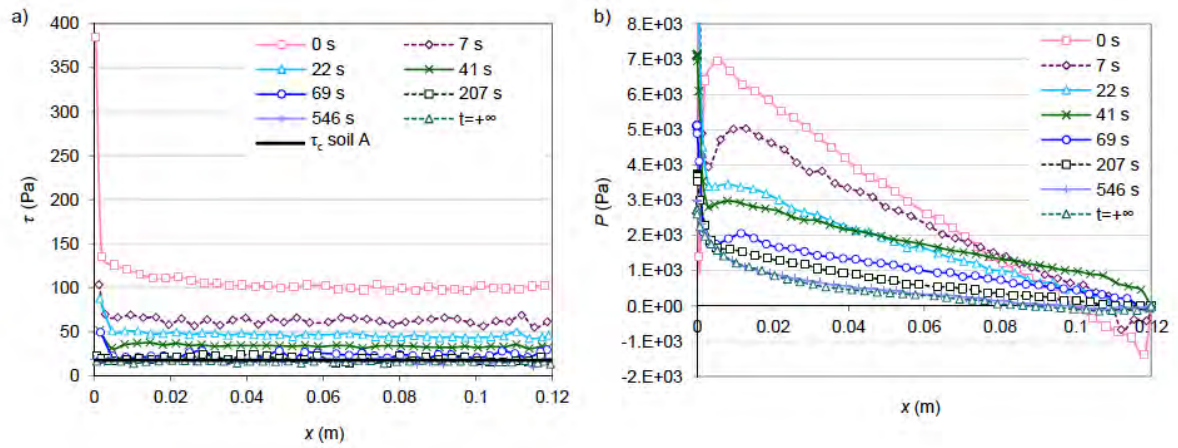 a)
400
350
300
250
200
150
100
50
0
τ (Pa)
0 s
7 s
22 s
41 s
69 s
207 s
546 s
t=+∞
τc soil A
0
0.02
0.04
0.06
0.08
0.1
0.12
x (m)
b)
8.E+03
7.E+03
6.E+03
5.E+03
4.E+03
3.E+03
2.E+03
1.E+03
0.E+00
-1.E+03
-2.E+03
P (Pa)
0 s
7 s
22 s
41 s
69 s
207 s
546 s
t=+∞
0
0.02
0.04
0.06
0.08
0.1
0.12
x (m)